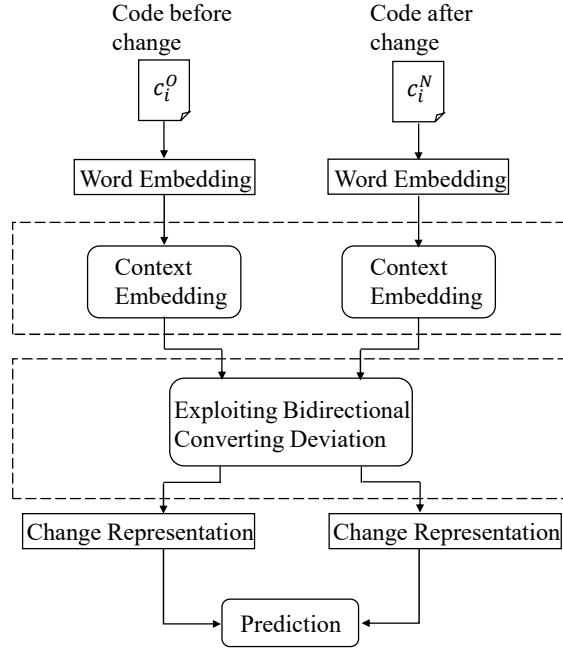 Code before
change
Code after
change
c_i^O
c_i^N
Word Embedding
Word Embedding
Context
Embedding
Context
Embedding
Exploiting Bidirectional
Converting Deviation
Change Representation
Change Representation
Prediction